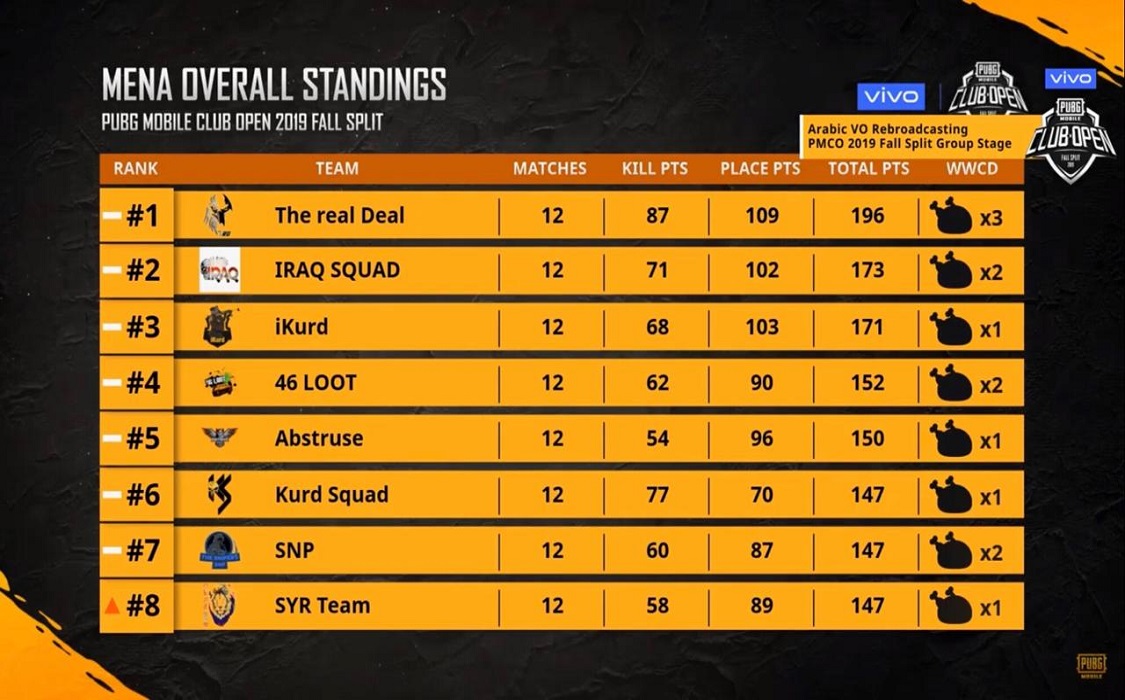 MENA OVERALL STANDINGS
PUBG MOBILE CLUB OPEN 2019 FALL SPLIT
vivo
PUBG
MOBILE
CLUB OPEN
vivo
PUBG
MOBILE
CLUB OPEN
FALL SPLIT
Arabic VO Rebroadcasting
PMCO 2019 Fall Split Group Stage
RANK TEAM MATCHES KILL PTS PLACE PTS TOTAL PTS WWCD
#1 The real Deal 12 87 109 196 x3
#2 IRAQ IRAQ SQUAD 12 71 102 173 x2
#3 iKurd iKurd 12 68 103 171 x1
#4 46 LOOT 12 62 90 152 x2
#5 Abstruse 12 54 96 150 x1
#6 Kurd Squad 12 77 70 147 x1
#7 SNP 12 60 87 147 x2
#8 SYR Team 12 58 89 147 x1
PUBG
MOBILE